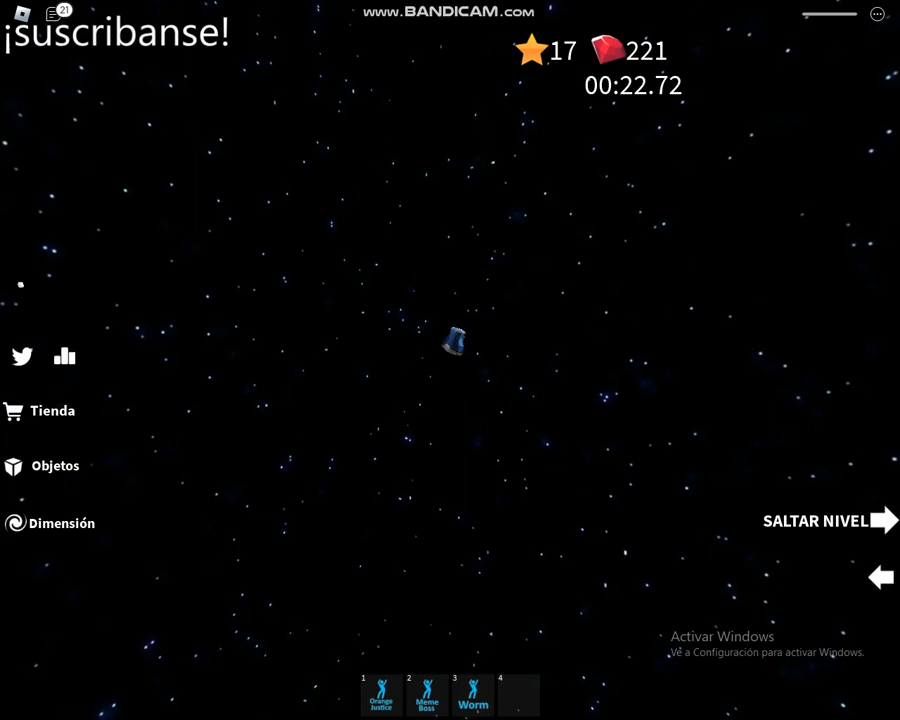 21
www.BANDICAM.com
¡suscribanse!
17 221
00:22.72
Tienda
Objetos
Dimensión
SALTAR NIVEL
Activar Windows
Ve a Configuración para activar Windows.
1 2 3 4
Orange Justice
Meme Boss
Worm